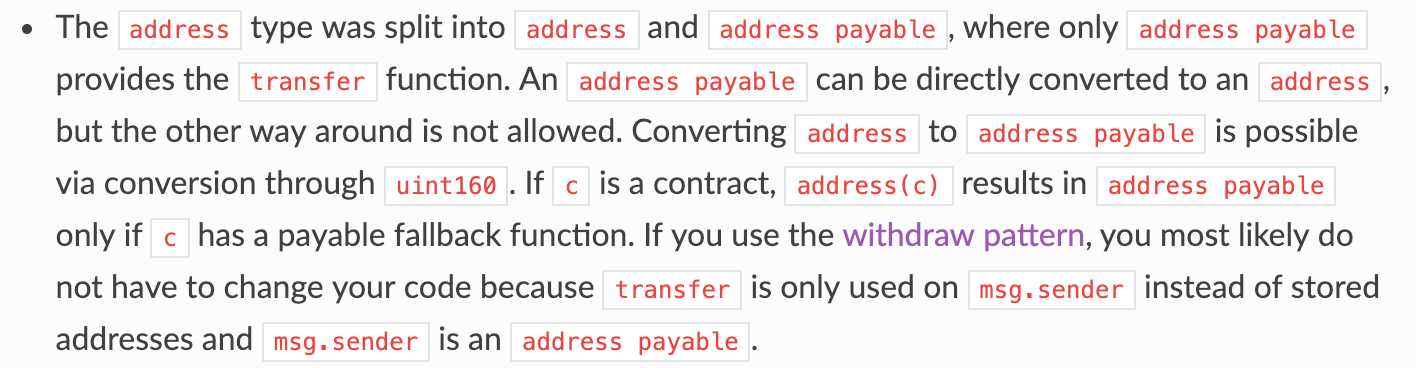 • The address type was split into address and address payable, where only address payable
provides the transfer function. An address payable can be directly converted to an address,
but the other way around is not allowed. Converting address to address payable is possible
via conversion through uint160. If c is a contract, address(c) results in address payable
only if c has a payable fallback function. If you use the withdraw pattern, you most likely do
not have to change your code because transfer is only used on msg.sender instead of stored
addresses and msg.sender is an address payable.